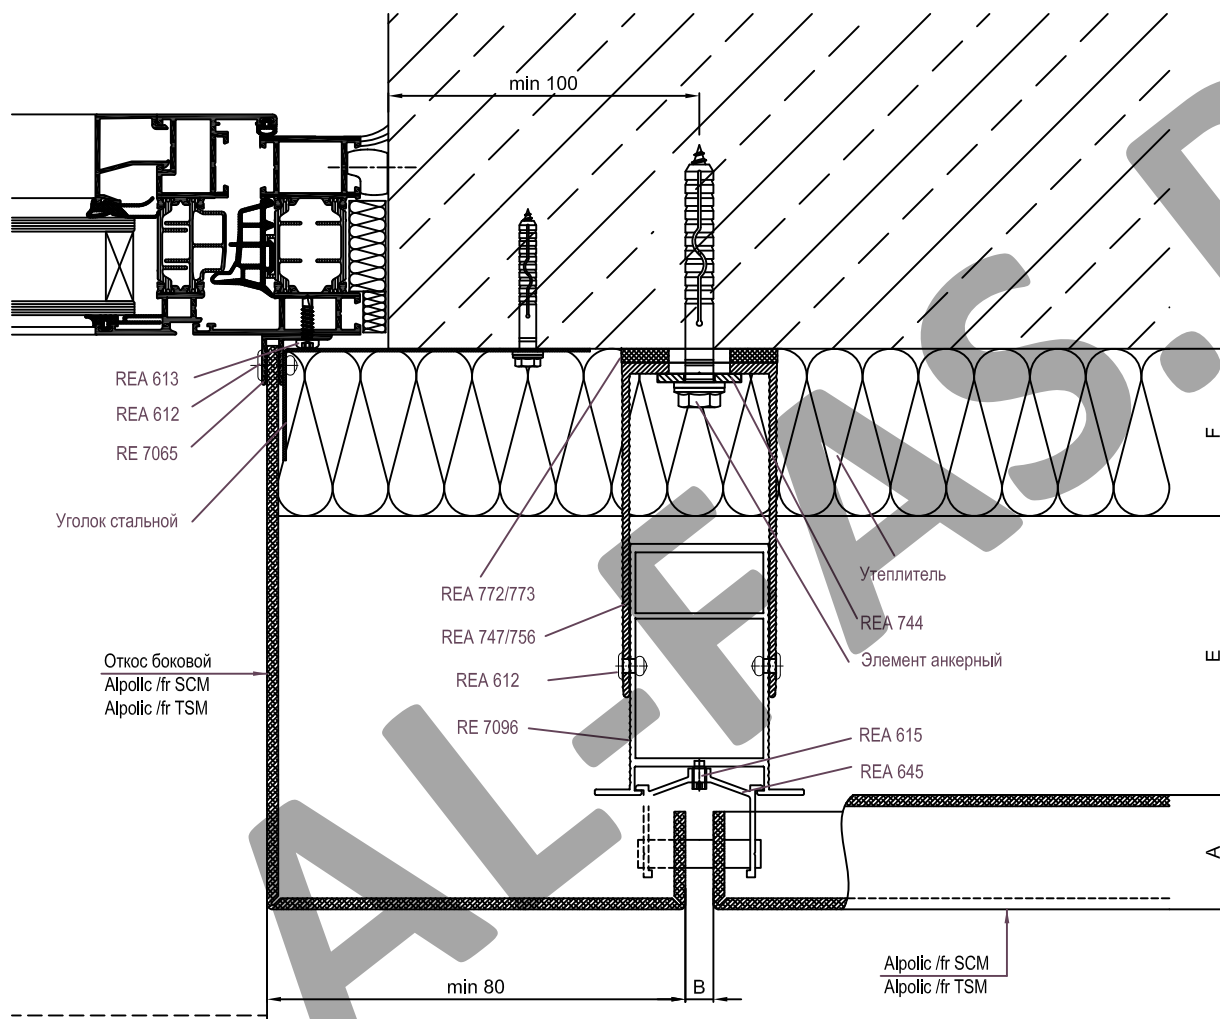 min 100
REA 613
REA 612
RE 7065
Уголок стальной
F
REA 772/773
Утеплитель
REA 747/756
REA 744
REA 612
Элемент анкерный
E
Откос боковой
Alpolic /fr SCM
Alpolic /fr TSM
RE 7096
REA 615
REA 645
A
Alpolic /fr SCM
Alpolic /fr TSM
min 80
B
AL-FAS.